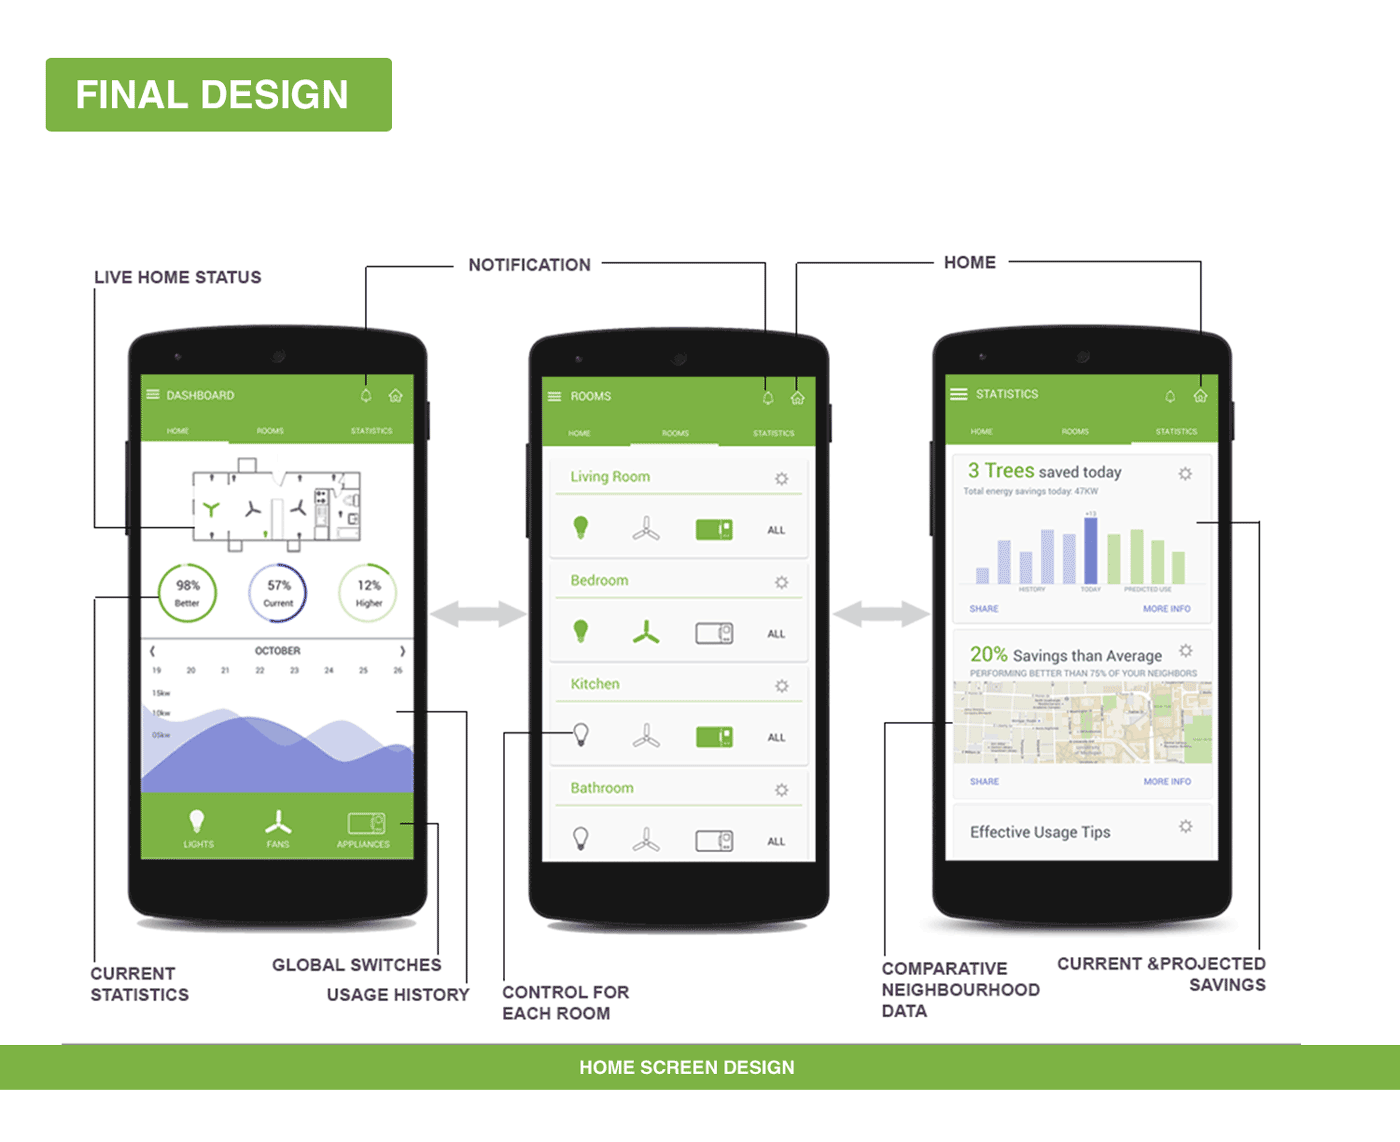 FINAL DESIGN
LIVE HOME STATUS
NOTIFICATION
HOME
DASHBOARD
HOME ROOMS STATISTICS
98%
Better
57%
Current
12%
Higher
OCTOBER
19 20 21 22 23 24 25 26
15kw
10kw
05kw
LIGHTS FANS APPLIANCES
ROOMS
HOME ROOMS STATISTICS
Living Room
ALL
Bedroom
ALL
Kitchen
ALL
Bathroom
ALL
STATISTICS
HOME ROOMS STATISTICS
3 Trees saved today
Total energy savings today: 47KW
+13
HISTORY TODAY PREDICTED USE
SHARE MORE INFO
20% Savings than Average
PERFORMING BETTER THAN 75% OF YOUR NEIGHBORS
SHARE MORE INFO
Effective Usage Tips
CURRENT
STATISTICS
GLOBAL SWITCHES
USAGE HISTORY
CONTROL FOR
EACH ROOM
COMPARATIVE
NEIGHBOURHOOD
DATA
CURRENT &PROJECTED
SAVINGS
HOME SCREEN DESIGN